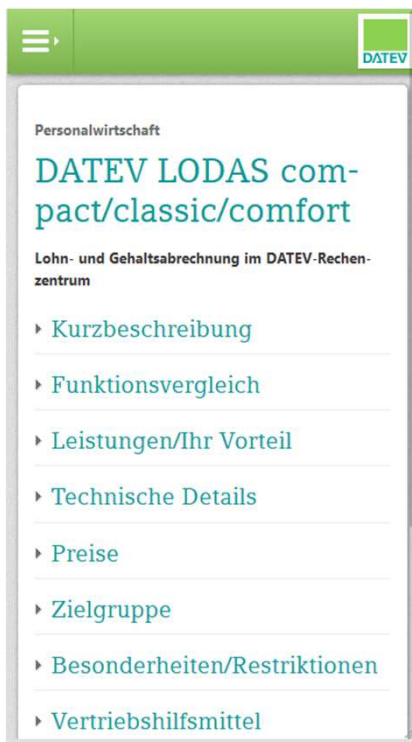 DATEV
Personalwirtschaft
DATEV LODAS com-
pact/classic/comfort
Lohn- und Gehaltsabrechnung im DATEV-Rechen-
zentrum
Kurzbeschreibung
Funktionsvergleich
Leistungen/Ihr Vorteil
Technische Details
Preise
Zielgruppe
Besonderheiten/Restriktionen
Vertriebshilfsmittel